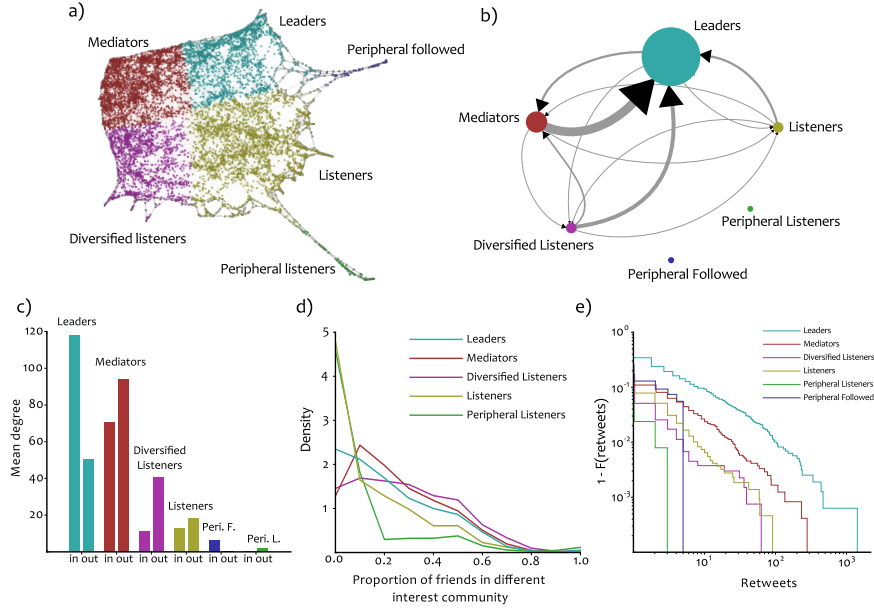 a)
Mediators
Leaders
Peripheral followed
Listeners
Diversified listeners
Peripheral listeners
b)
Leaders
Mediators
Listeners
Peripheral Listeners
Diversified Listeners
Peripheral Followed
c)
Mean degree
120
100
80
60
40
20
Leaders
Mediators
Diversified
Listeners
Listeners
Peri. F.
Peri. L.
in out in out in out in out in out in out
d)
Density
5
4
3
2
1
0
Leaders
Mediators
Diversified Listeners
Listeners
Peripheral Listeners
0.0 0.2 0.4 0.6 0.8 1.0
Proportion of friends in different
interest community
e)
1 - F(retweets)
10⁰
10⁻¹
10⁻²
10⁻³
Leaders
Mediators
Diversified Listeners
Listeners
Peripheral Listeners
Peripheral Followed
10¹ 10² 10³
Retweets